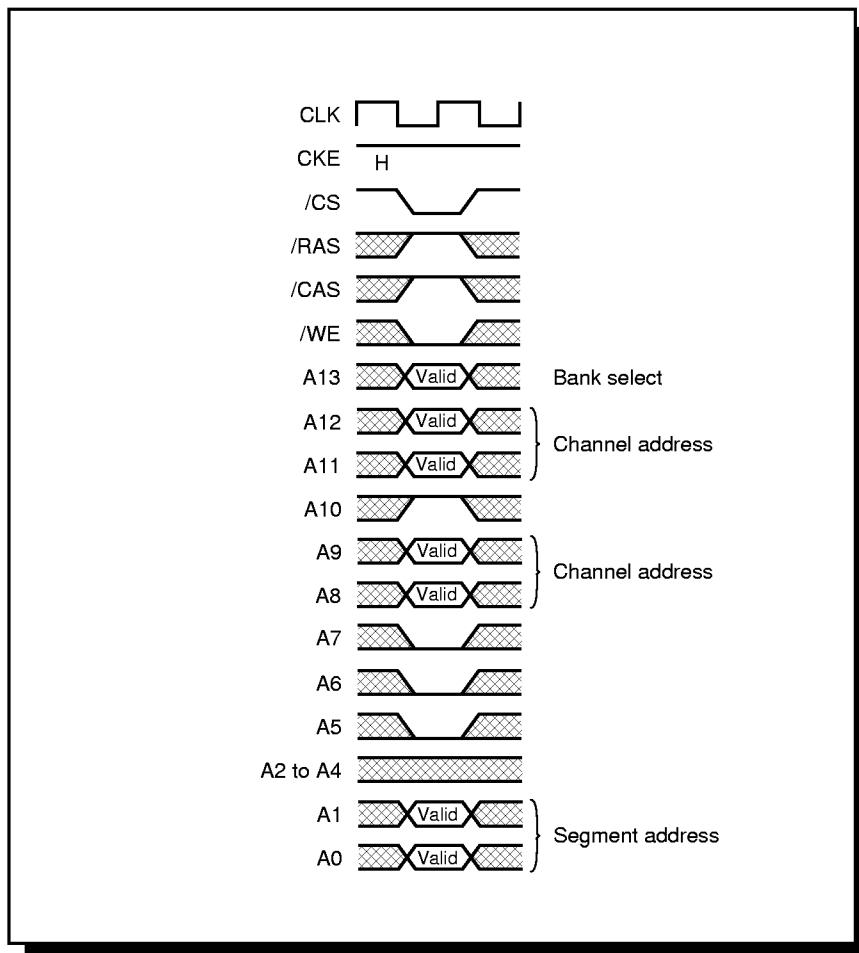 CLK
CKE H
/CS
/RAS
/CAS
/WE
A13 Valid Bank select
A12 Valid
Channel address
A11 Valid
A10
A9 Valid
Channel address
A8 Valid
A7
A6
A5
A2 to A4
A1 Valid
Segment address
A0 Valid